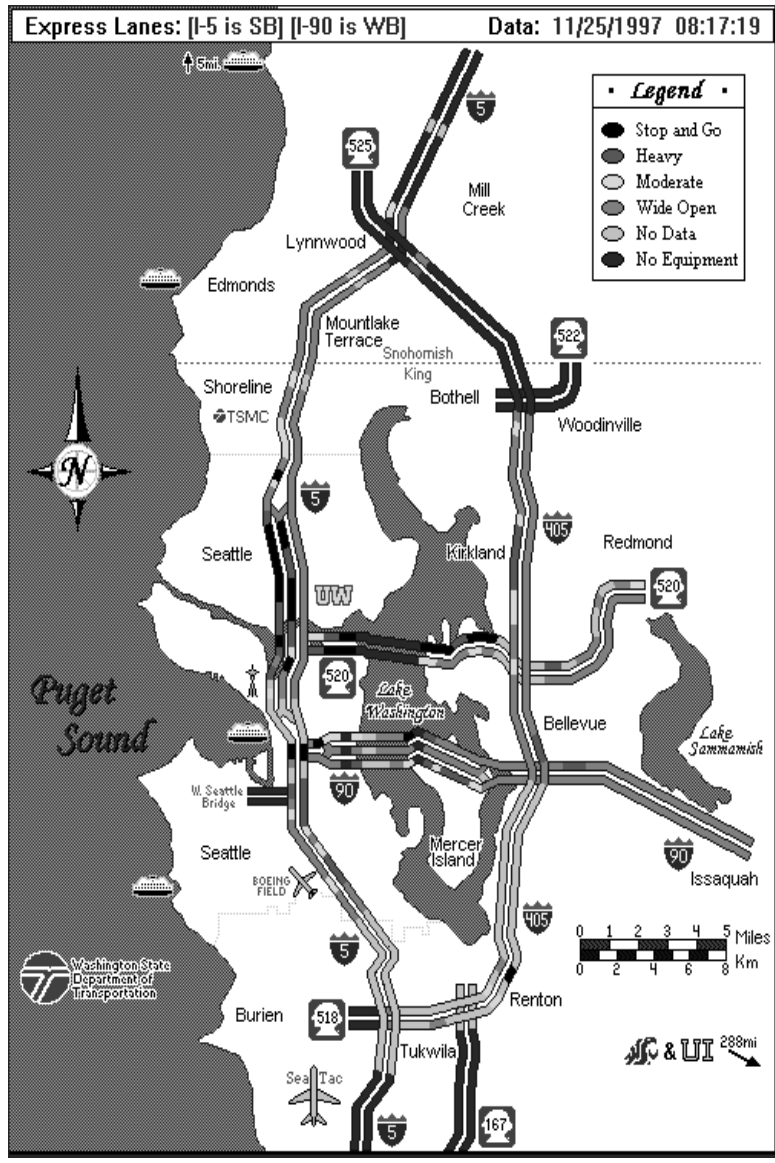 Express Lanes: [I-5 is SB] [I-90 is WB]
Data: 11/25/1997 08:17:19
5mi.
5
Legend
Stop and Go
Heavy
Moderate
Wide Open
No Data
No Equipment
525
Mill
Creek
Lynnwood
Edmonds
Mountlake
Terrace
Snohomish
King
522
Shoreline
TSMC
Bothell
Woodinville
N
5
405
Seattle
Kirkland
Redmond
UW
520
520
Puget
Sound
Lake
Washington
Bellevue
Lake
Sammamish
W. Seattle
Bridge
90
Seattle
Mercer
Island
90
Issaquah
BOEING
FIELD
405
5
0 1 2 3 4 5 Miles
0 2 4 6 8 Km
Washington State
Department of
Transportation
Renton
Burien
518
Tukwila
& UI 288mi
Sea Tac
5
167